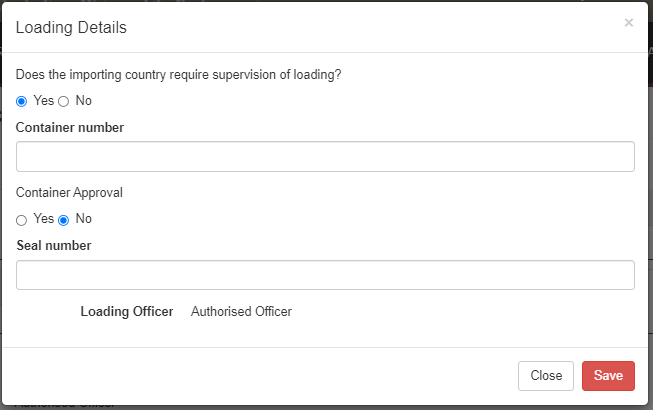 Loading Details
×
Does the importing country require supervision of loading?
Yes No
Container number
Container Approval
Yes No
Seal number
Loading Officer Authorised Officer
Close Save